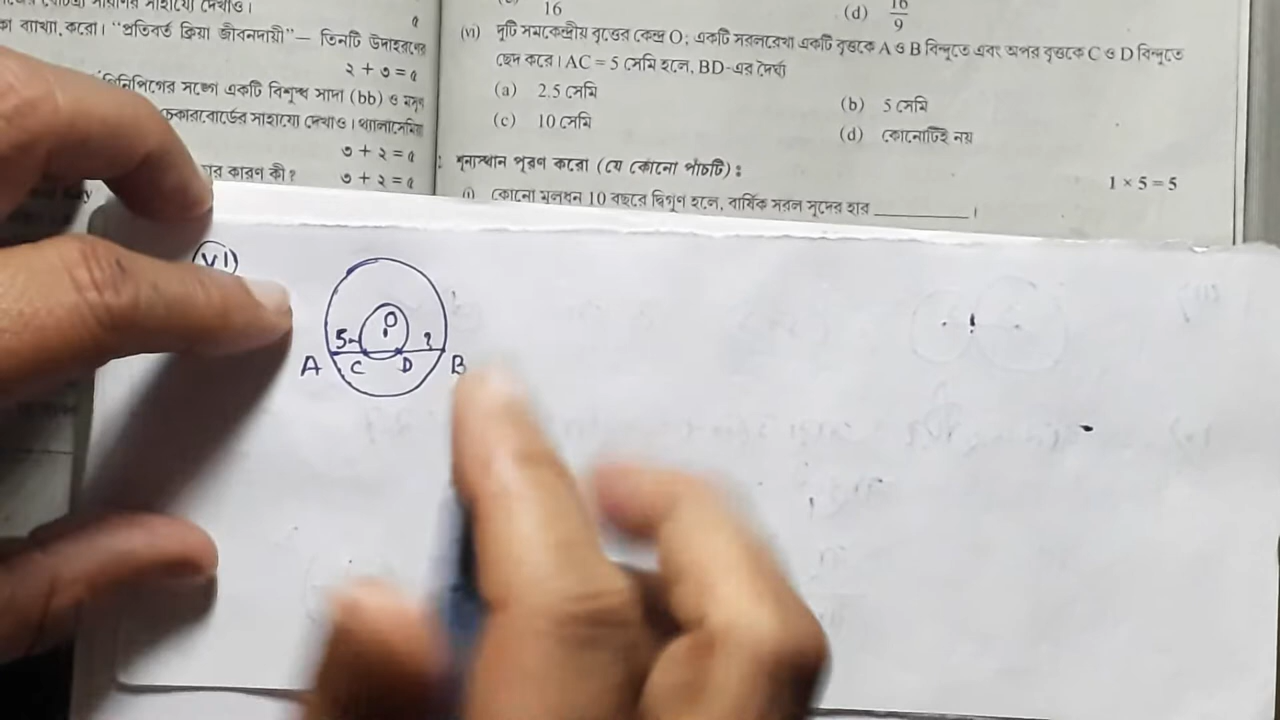 ব্যাখ্যা করো। “প্রতিবর্ত ক্রিয়া জীবনদায়ী”— তিনটি উদাহরণের
৫
২ + ৩ = ৫
গিনিপিগের সঙ্গে একটি বিশুদ্ধ সাদা (bb) ও মসৃণ
চেকারবোর্ডের সাহায্যে দেখাও। থ্যালাসেমিয়া
৩ + ২ = ৫
কারণ কী?
৩ + ২ = ৫
16
(d) 16/9
(vi) দুটি সমকেন্দ্রীয় বৃত্তের কেন্দ্র O; একটি সরলরেখা একটি বৃত্তকে A ও B বিন্দুতে এবং অপর বৃত্তকে C ও D বিন্দুতে
ছেদ করে। AC = 5 সেমি হলে, BD-এর দৈর্ঘ্য
(a) 2.5 সেমি
(b) 5 সেমি
(c) 10 সেমি
(d) কোনোটিই নয়
শূন্যস্থান পূরণ করো (যে কোনো পাঁচটি) :
1 × 5 = 5
(i) কোনো মূলধন 10 বছরে দ্বিগুণ হলে, বার্ষিক সরল সুদের হার ________।
(VI)
O
5 ?
A C D B